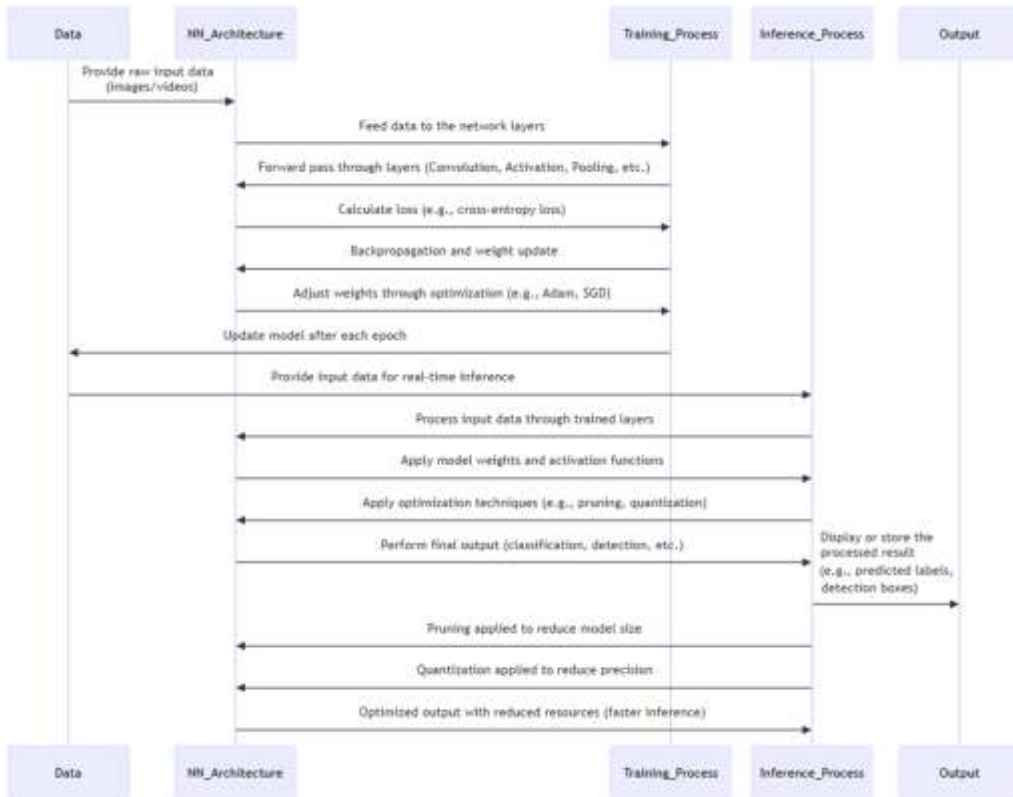 Data
NN_Architecture
Training_Process
Inference_Process
Output
Provide raw input data
(images/videos)
Feed data to the network layers
Forward pass through layers (Convolution, Activation, Pooling, etc.)
Calculate loss (e.g., cross-entropy loss)
Backpropagation and weight update
Adjust weights through optimization (e.g., Adam, SGD)
Update model after each epoch
Provide input data for real-time inference
Process input data through trained layers
Apply model weights and activation functions
Apply optimization techniques (e.g., pruning, quantization)
Perform final output (classification, detection, etc.)
Display or store the
processed result
(e.g., predicted labels,
detection boxes)
Pruning applied to reduce model size
Quantization applied to reduce precision
Optimized output with reduced resources (faster inference)
Data
NN_Architecture
Training_Process
Inference_Process
Output